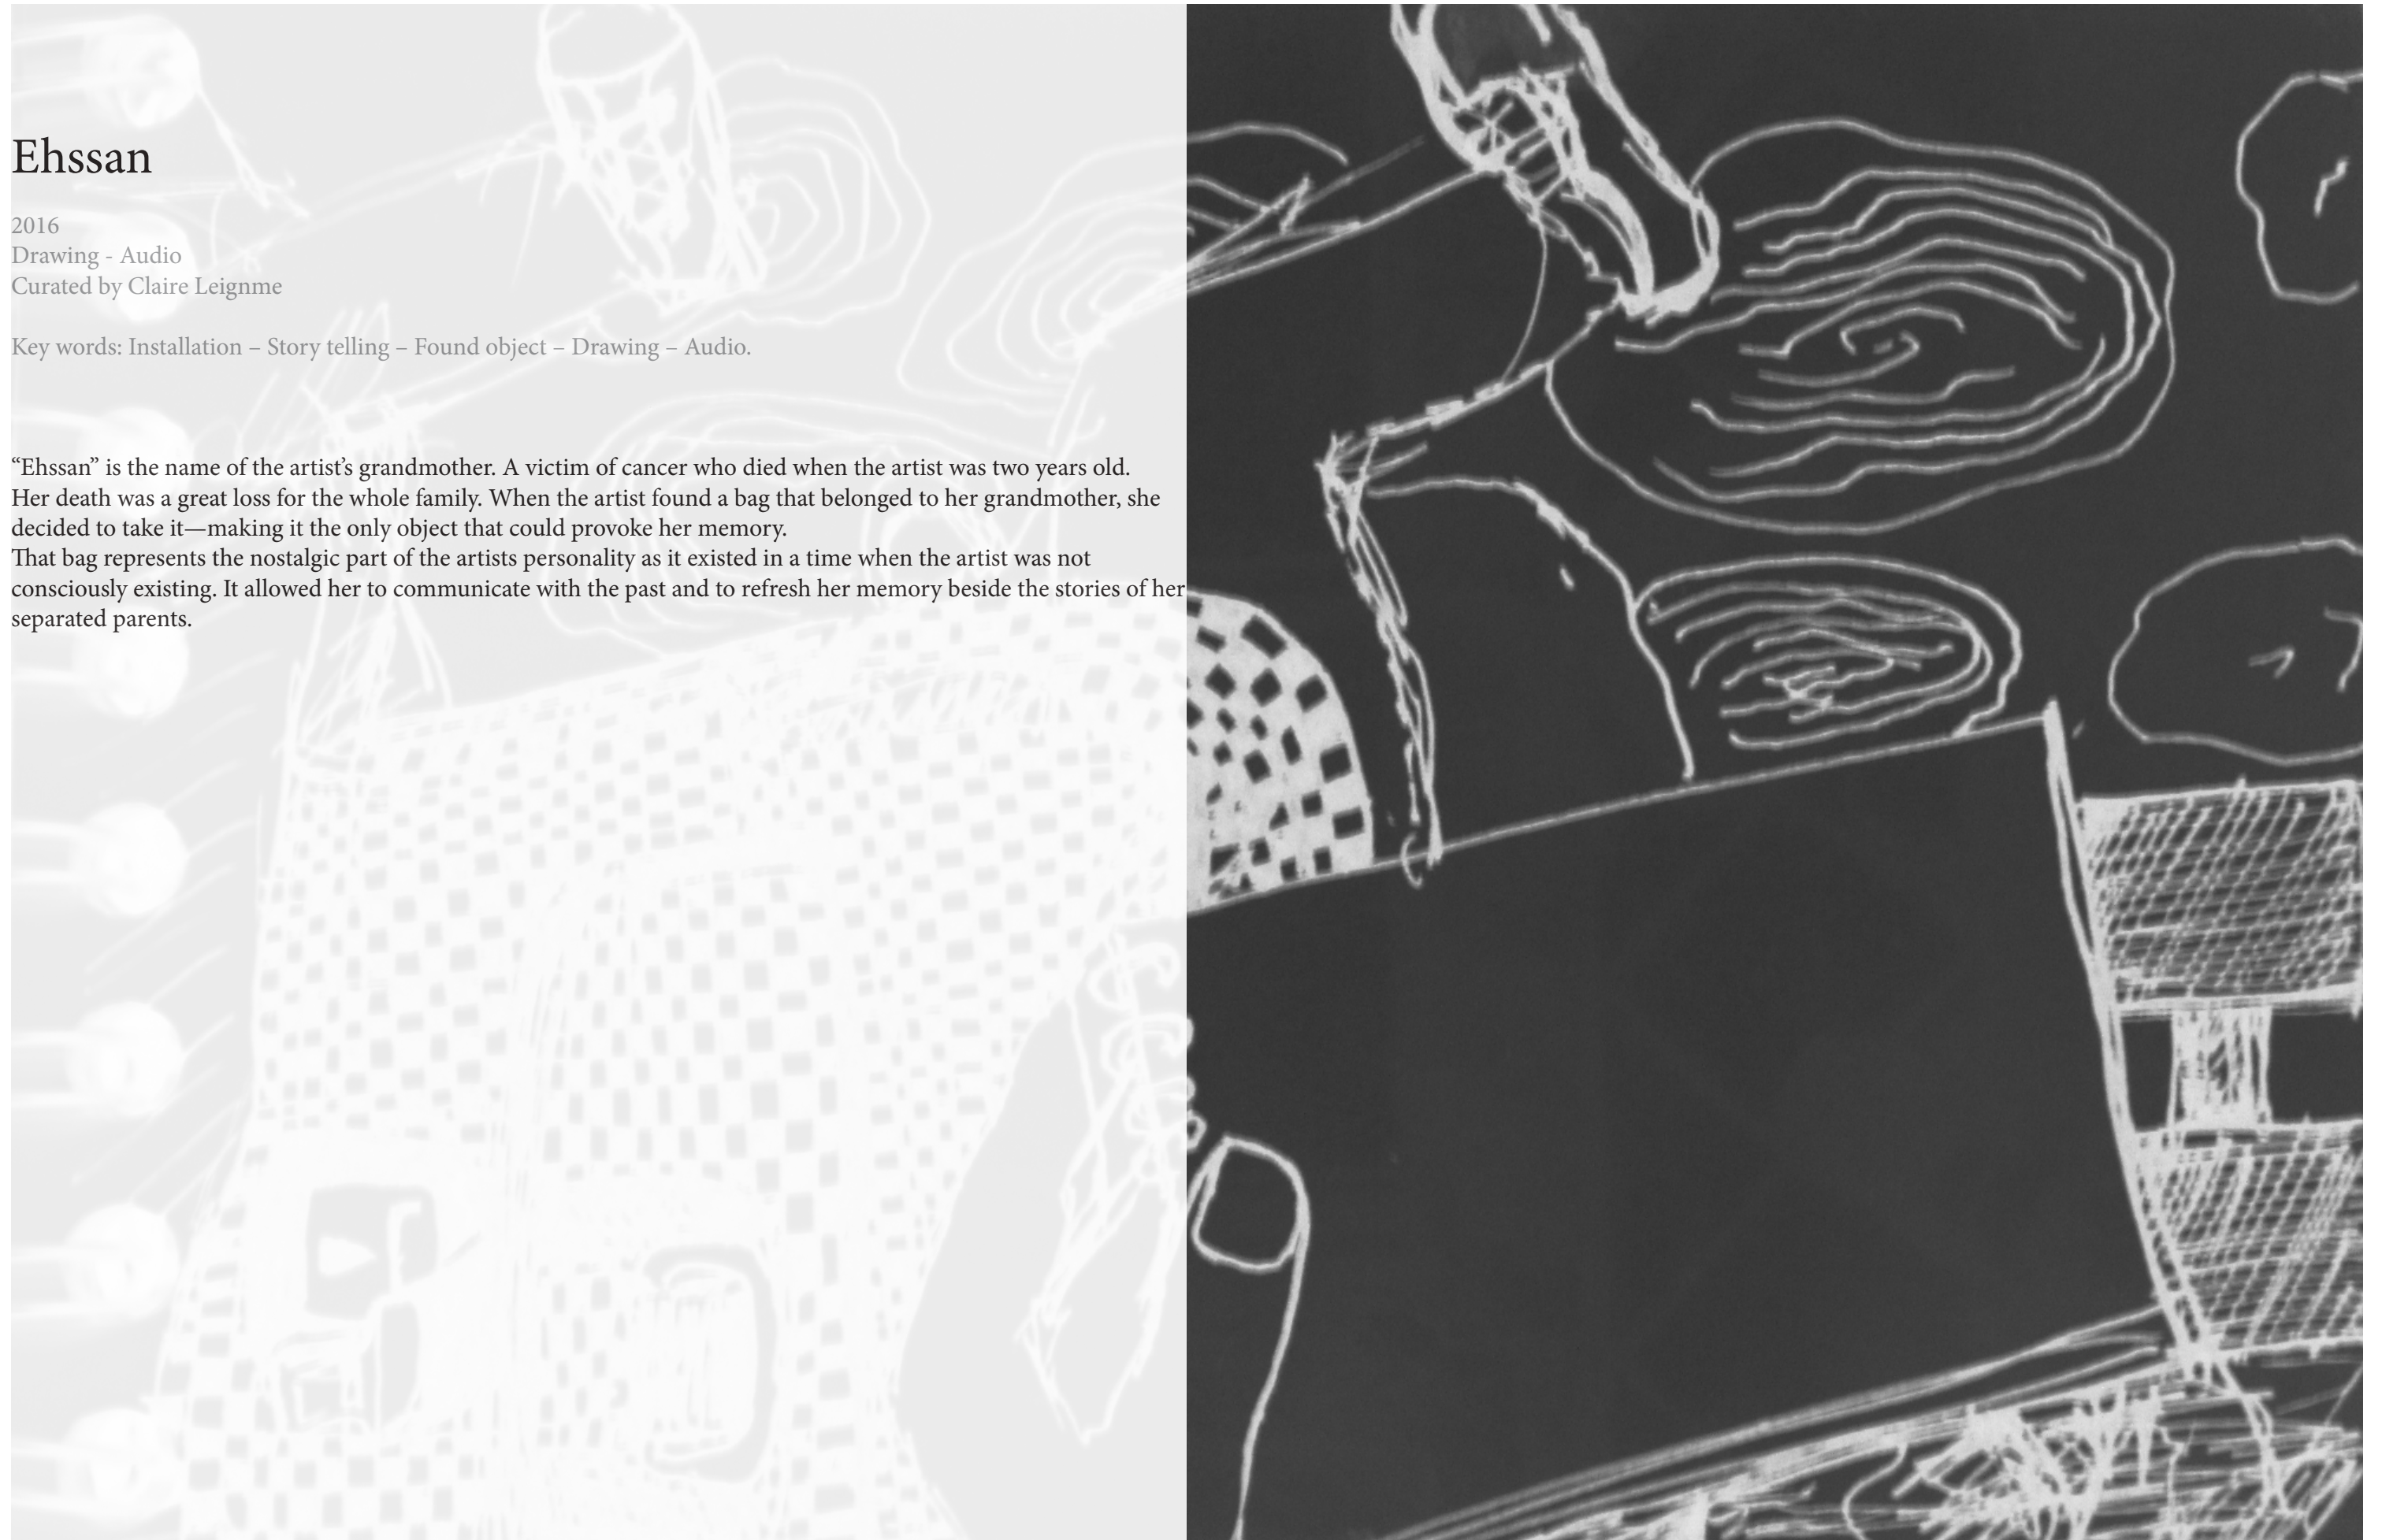 Ehssan
2016
Drawing - Audio
Curated by Claire Leignme
Key words: Installation – Story telling – Found object – Drawing – Audio.
“Ehssan” is the name of the artist’s grandmother. A victim of cancer who died when the artist was two years old.
Her death was a great loss for the whole family. When the artist found a bag that belonged to her grandmother, she
decided to take it—making it the only object that could provoke her memory.
That bag represents the nostalgic part of the artists personality as it existed in a time when the artist was not
consciously existing. It allowed her to communicate with the past and to refresh her memory beside the stories of her
separated parents.